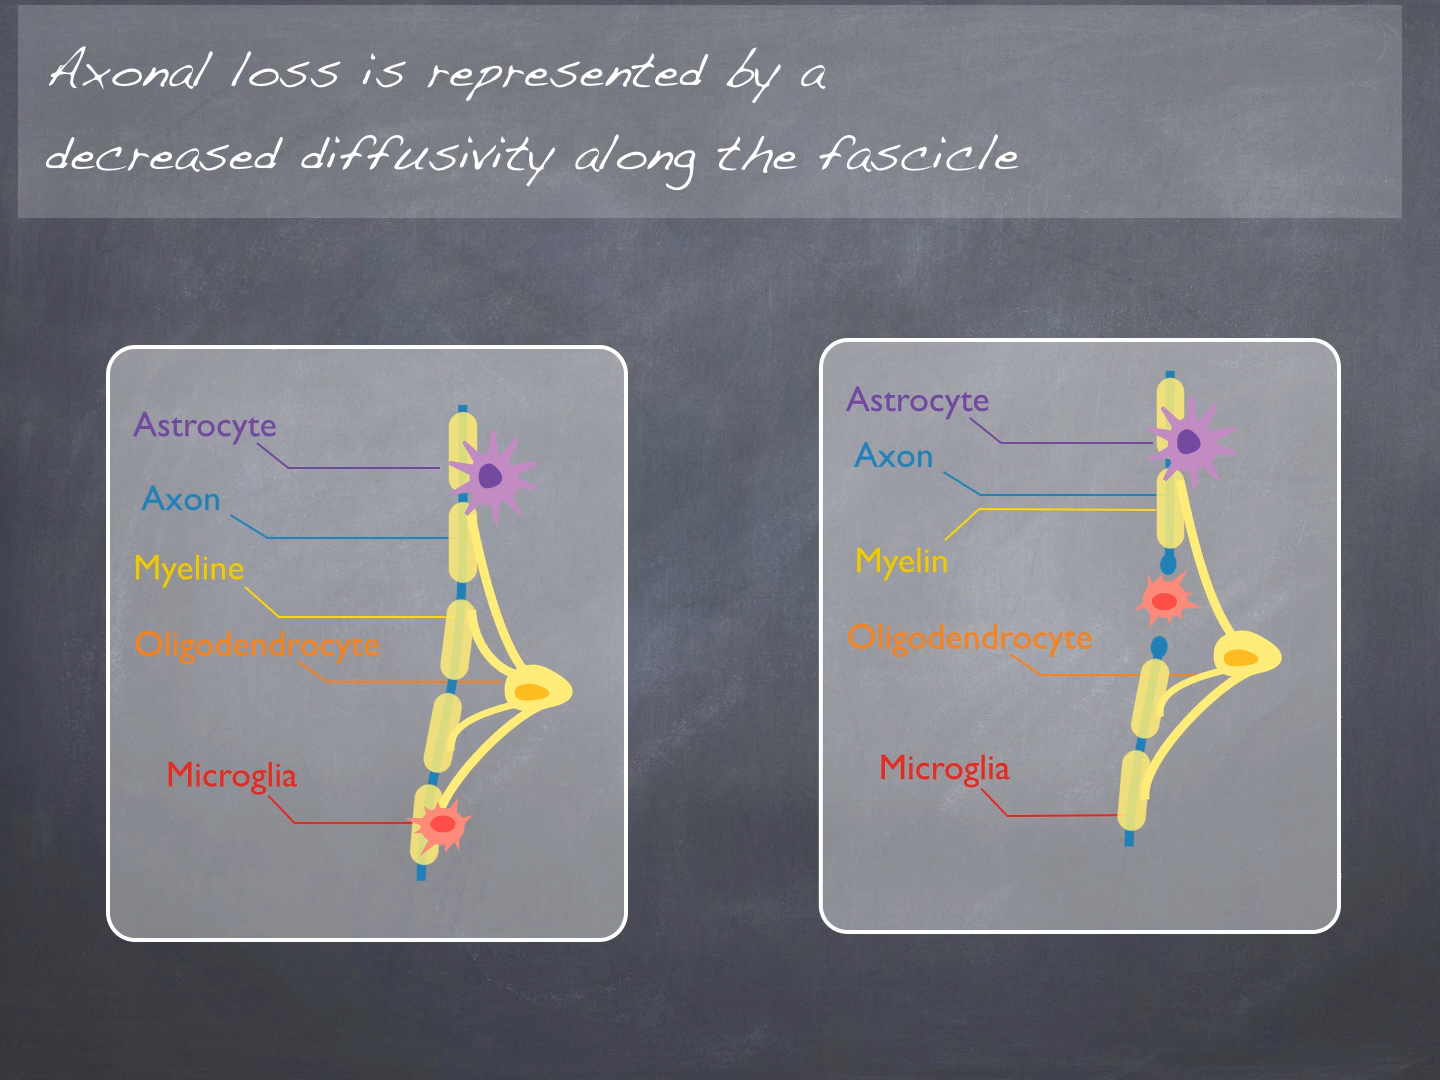 Axonal loss is represented by a
decreased diffusivity along the fascicle
Astrocyte
Axon
Myeline
Oligodendrocyte
Microglia
Astrocyte
Axon
Myelin
Oligodendrocyte
Microglia